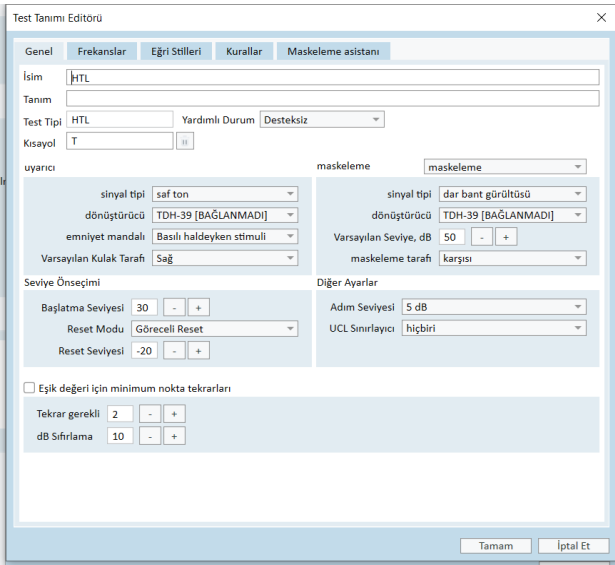 Test Tanımı Editörü
Genel Frekanslar Eğri Stilleri Kurallar Maskeleme asistanı
İsim HTL
Tanım
Test Tipi HTL Yardımlı Durum Desteksiz
Kısayol T
uyarıcı
maskeleme maskeleme
sinyal tipi saf ton
dönüştürücü TDH-39 [BAĞLANMADI]
emniyet mandalı Basılı haldeyken stimuli
Varsayılan Kulak Tarafı Sağ
sinyal tipi dar bant gürültüsü
dönüştürücü TDH-39 [BAĞLANMADI]
Varsayılan Seviye, dB 50 - +
maskeleme tarafı karşısı
Seviye Önseçimi
Başlatma Seviyesi 30 - +
Reset Modu Göreceli Reset
Reset Seviyesi -20 - +
Diğer Ayarlar
Adım Seviyesi 5 dB
UCL Sınırlayıcı hiçbiri
Eşik değeri için minimum nokta tekrarları
Tekrar gerekli 2 - +
dB Sıfırlama 10 - +
Tamam İptal Et